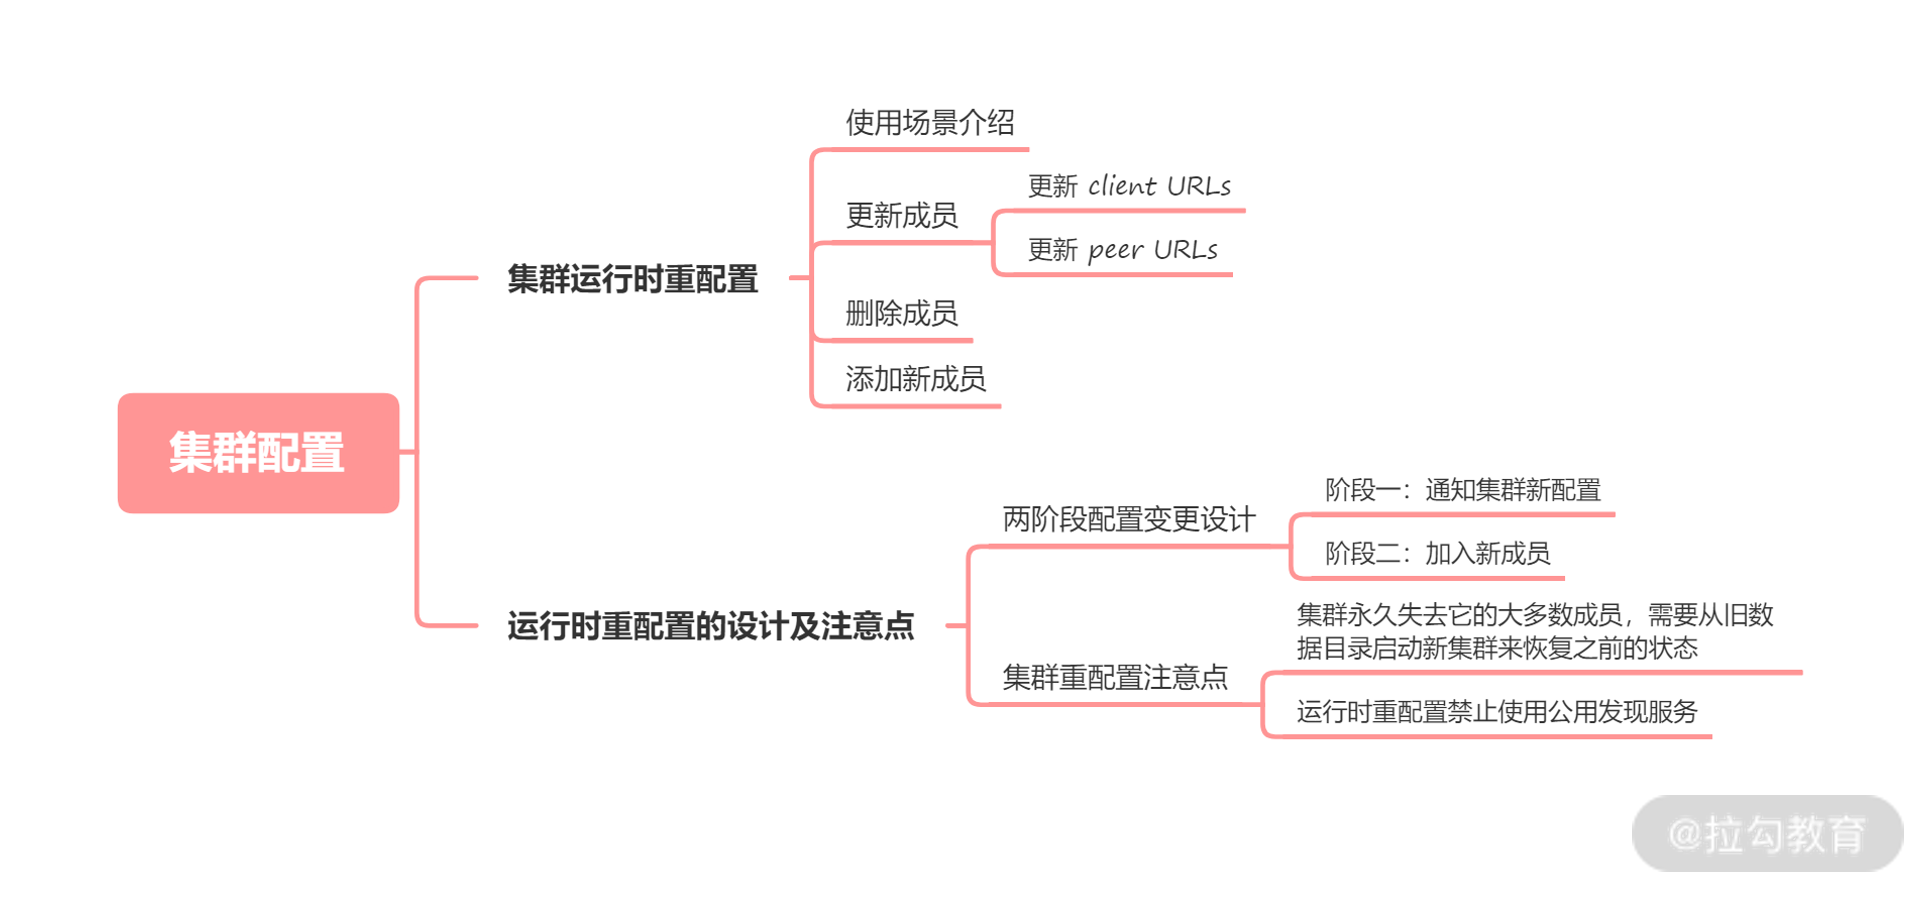 集群配置
集群运行时重配置
使用场景介绍
更新成员
更新 client URLs
更新 peer URLs
删除成员
添加新成员
运行时重配置的设计及注意点
两阶段配置变更设计
阶段一：通知集群新配置
阶段二：加入新成员
集群重配置注意点
集群永久失去它的大多数成员，需要从旧数
据目录启动新集群来恢复之前的状态
运行时重配置禁止使用公用发现服务
@拉勾教育